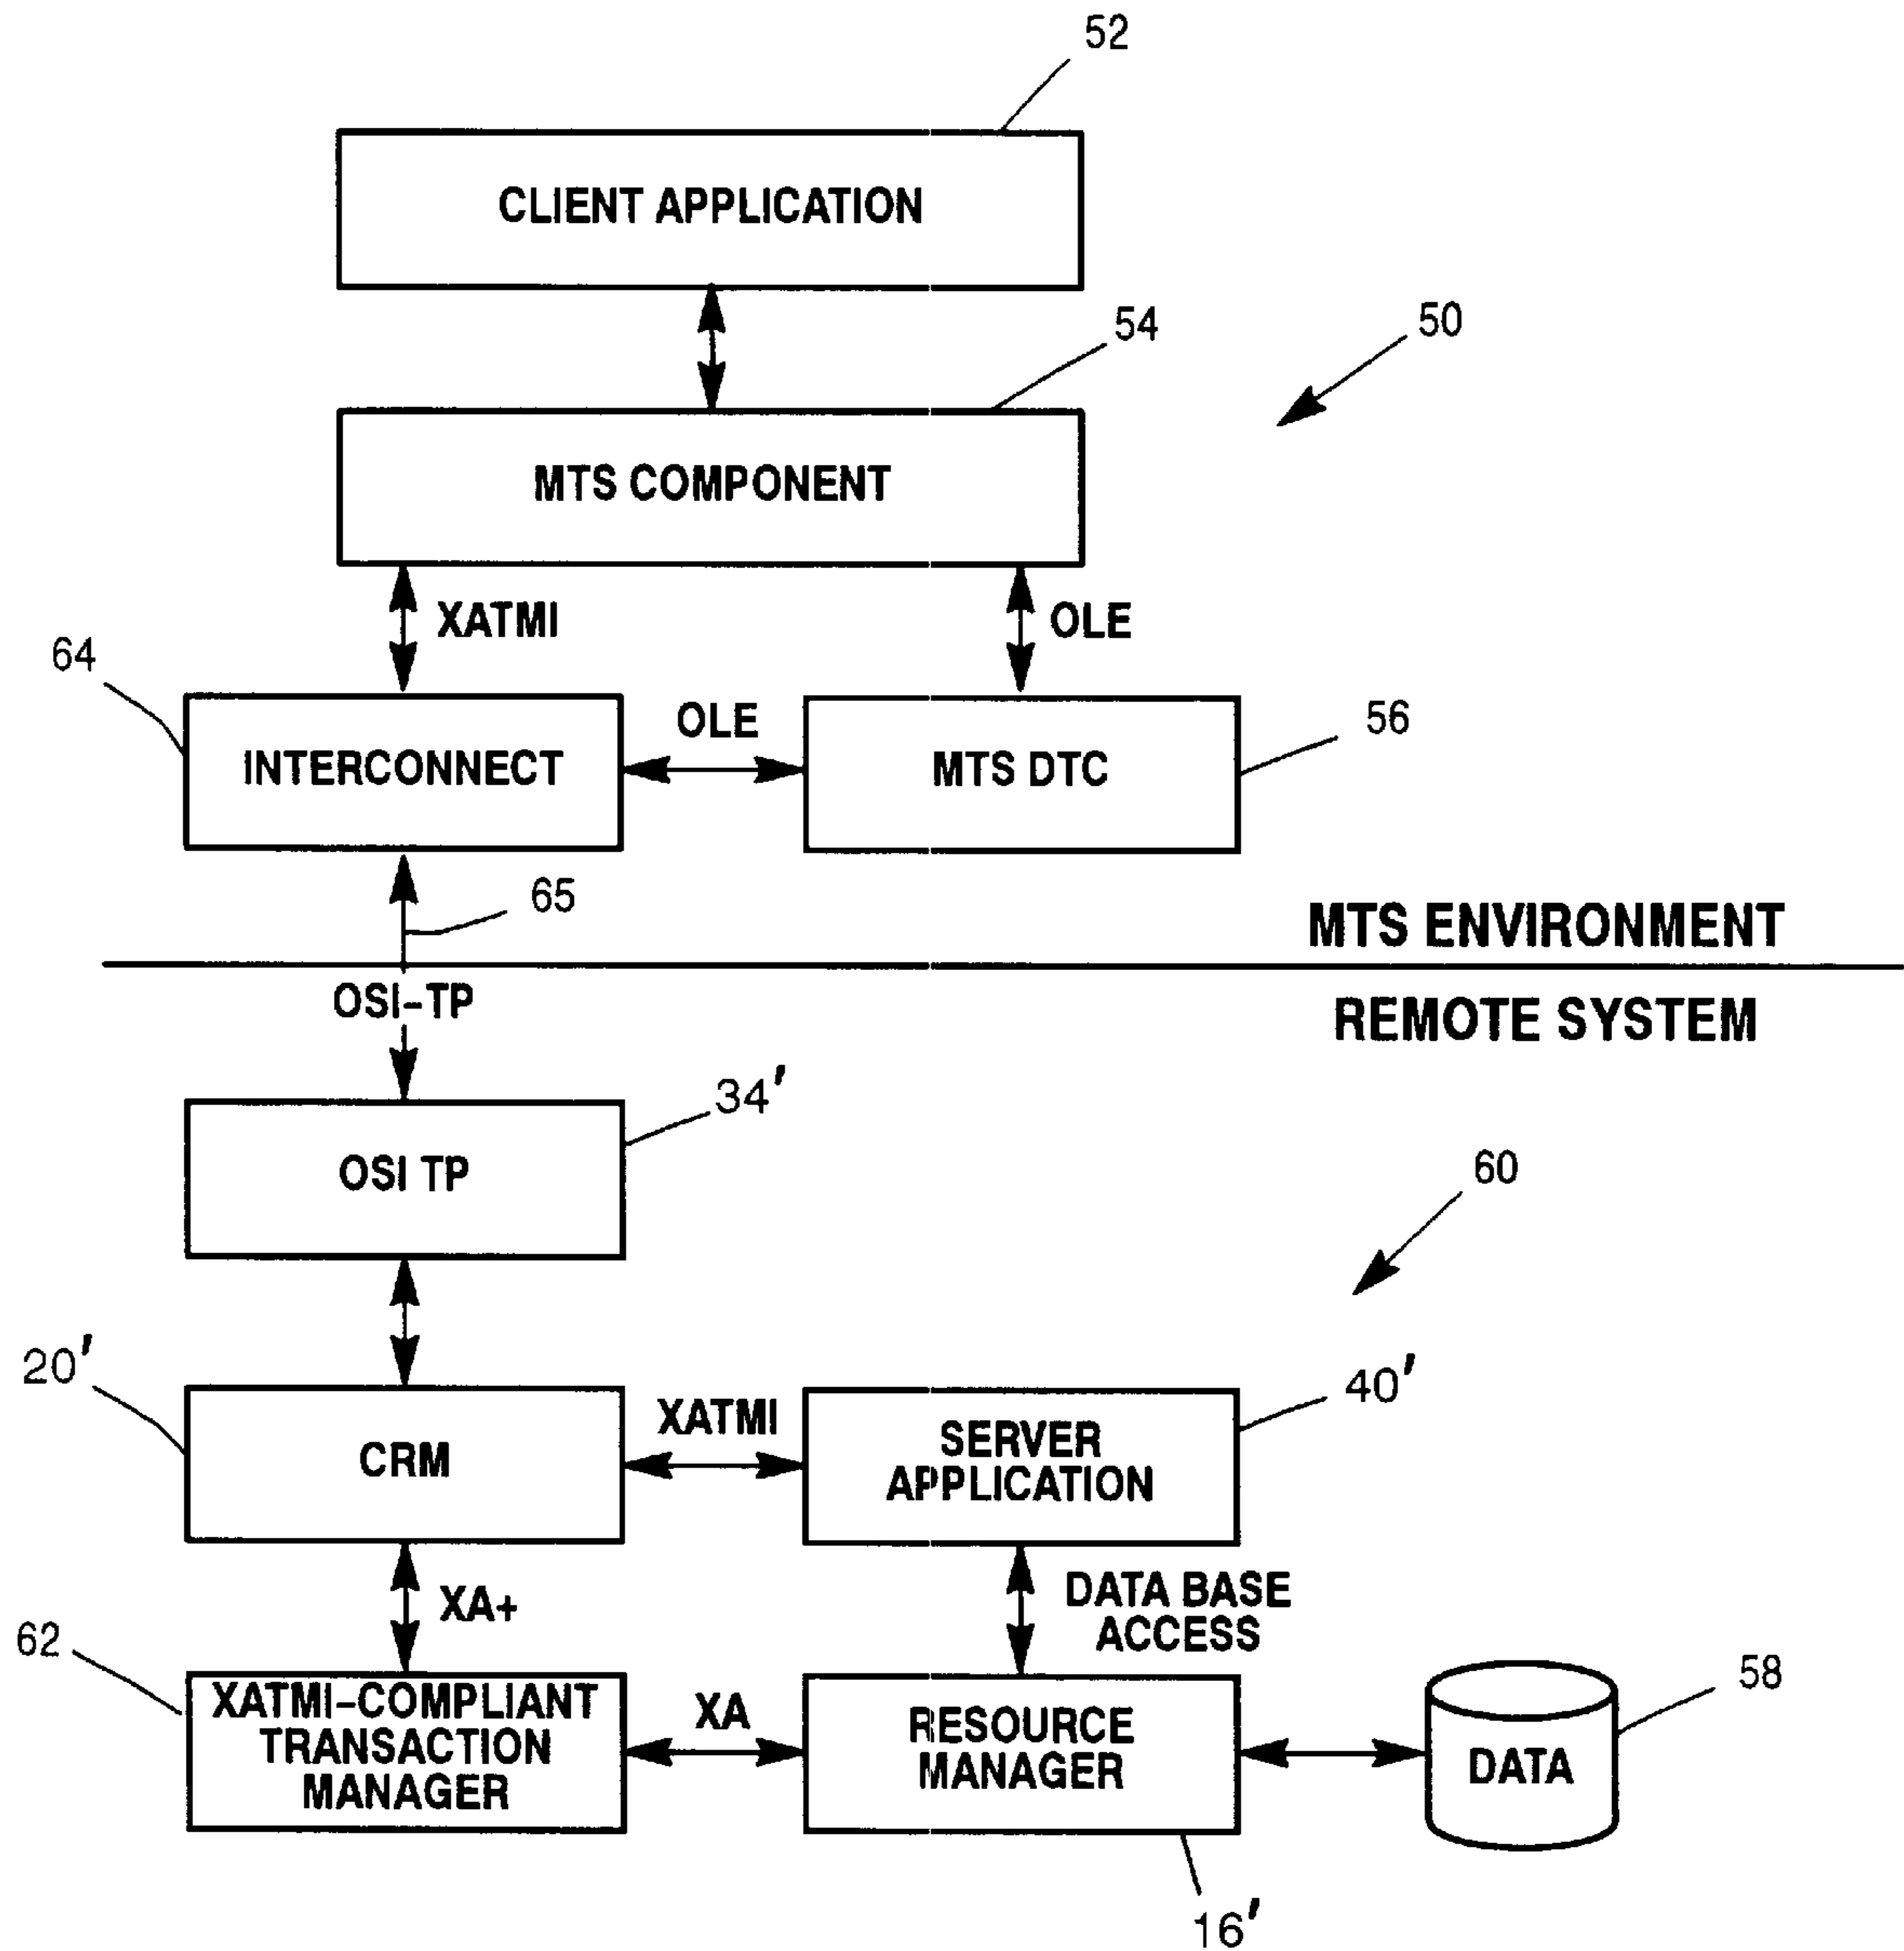 52
CLIENT APPLICATION
54
50
MTS COMPONENT
XATMI
OLE
64
OLE
56
INTERCONNECT
MTS DTC
65
MTS ENVIRONMENT
OSI-TP
REMOTE SYSTEM
34'
OSI TP
60
20'
40'
XATMI
CRM
SERVER
APPLICATION
XA+
DATA BASE
ACCESS
62
58
XATMI-COMPLIANT
TRANSACTION
MANAGER
XA
RESOURCE
MANAGER
DATA
16'